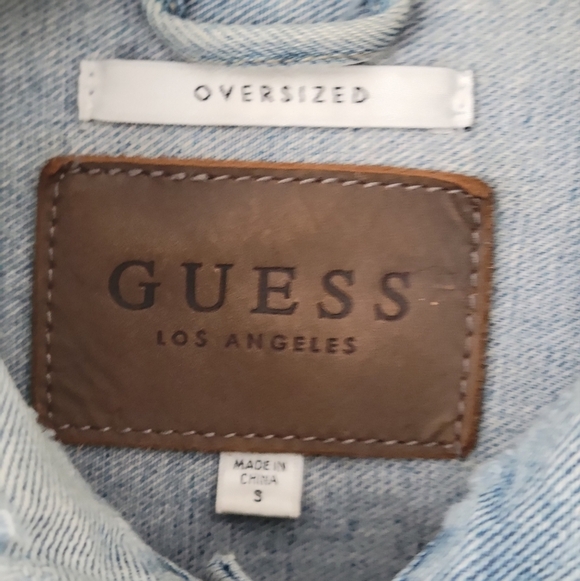 OVERSIZED
GUESS
LOS ANGELES
MADE IN
CHINA
S